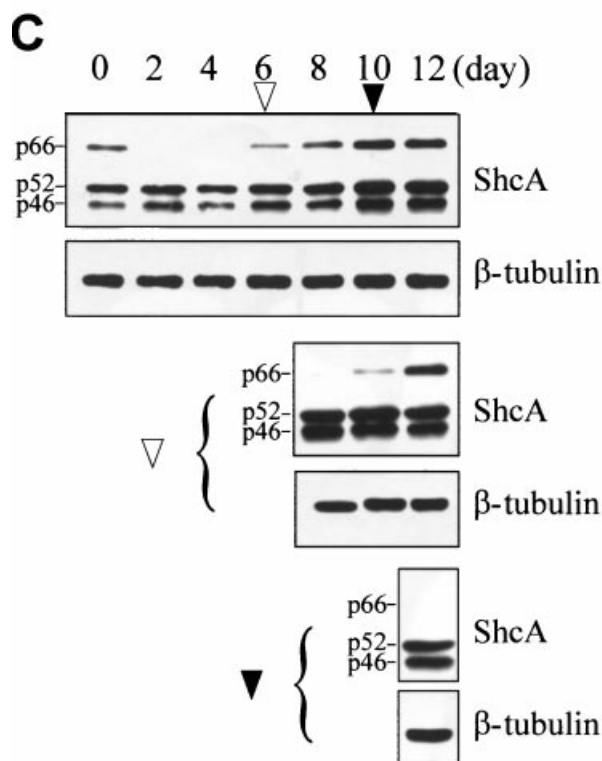 C
0 2 4 6 8 10 12 (day)
p66
p52
p46
ShcA
β-tubulin
p66
p52
p46
ShcA
β-tubulin
p66
p52
p46
ShcA
β-tubulin